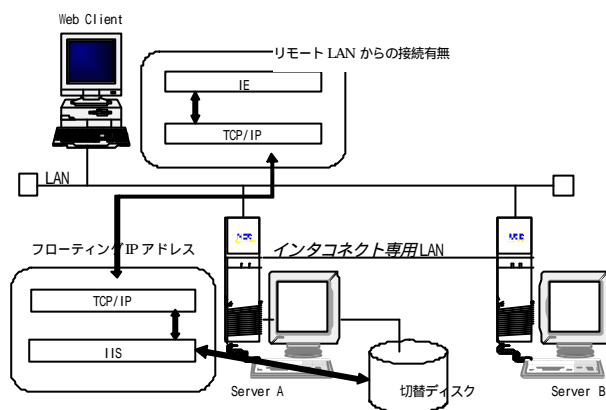 Web Client
リモート LAN からの接続有無
IE
TCP/IP
LAN
フローティング IP アドレス
インタコネクト専用 LAN
TCP/IP
IIS
Server A
切替ディスク
Server B